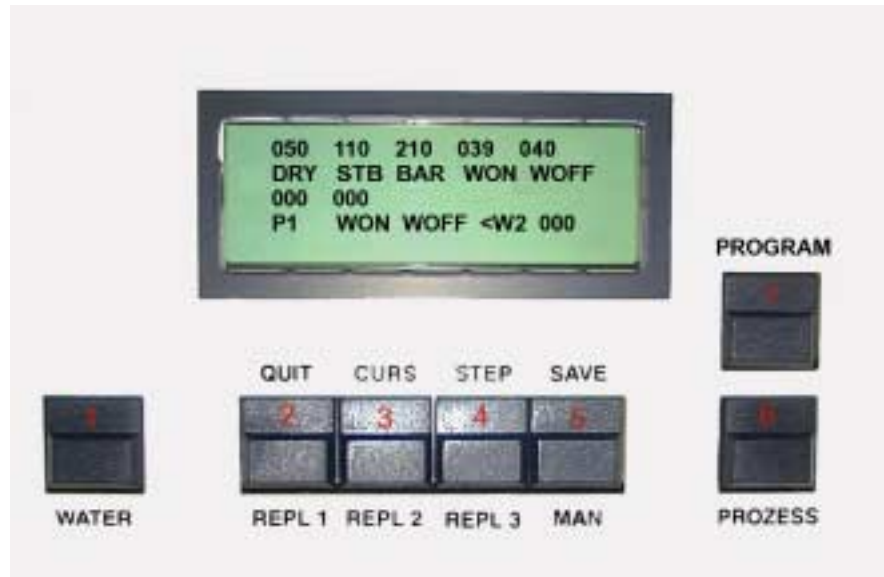 050 110 210 039 040
DRY STB BAR WON WOFF
000 000
P1 WON WOFF <W2 000
PROGRAM
QUIT CURS STEP SAVE
1 2 3 4 5 6
WATER REPL 1 REPL 2 REPL 3 MAN PROZESS